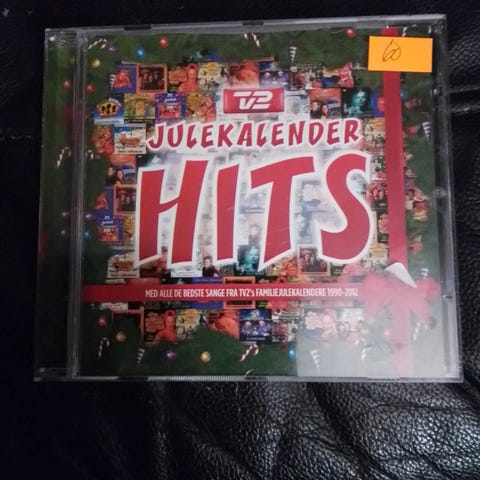 60
TV2
JULEKALENDER
HITS
MED ALLE DE BEDSTE SANGE FRA TV2's FAMILIEJULEKALENDERE 1990-2012